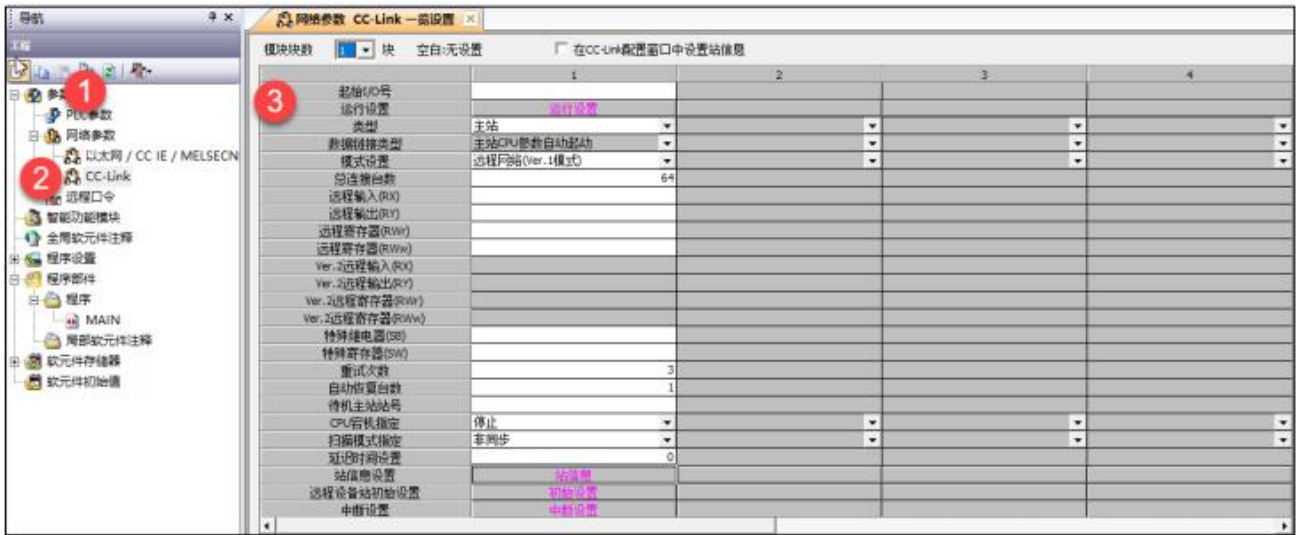 导航
工程
1
参
PLC参数
网络参数
以太网 / CC IE / MELSECN
2
CC-Link
远程口令
智能功能模块
全局软元件注释
程序设置
程序部件
程序
MAIN
局部软元件注释
软元件存储器
软元件初始值
网络参数 CC-Link 一览设置
模块块数 1 块 空白:无设置 在CC-Link配置窗口中设置站信息
1 2 3 4
3
起始I/O号
运行设置 运行设置
类型 主站
数据链接类型 主站CPU参数自动起动
模式设置 远程网络(Ver.1模式)
总连接台数 64
远程输入(RX)
远程输出(RY)
远程寄存器(RWr)
远程寄存器(RWw)
Ver.2远程输入(RX)
Ver.2远程输出(RY)
Ver.2远程寄存器(RWr)
Ver.2远程寄存器(RWw)
特殊继电器(SB)
特殊寄存器(SW)
重试次数 3
自动恢复台数 1
待机主站站号
CPU宕机指定 停止
扫描模式指定 非同步
延迟时间设置 0
站信息设置 站信息
远程设备站初始设置 初始设置
中断设置 中断设置